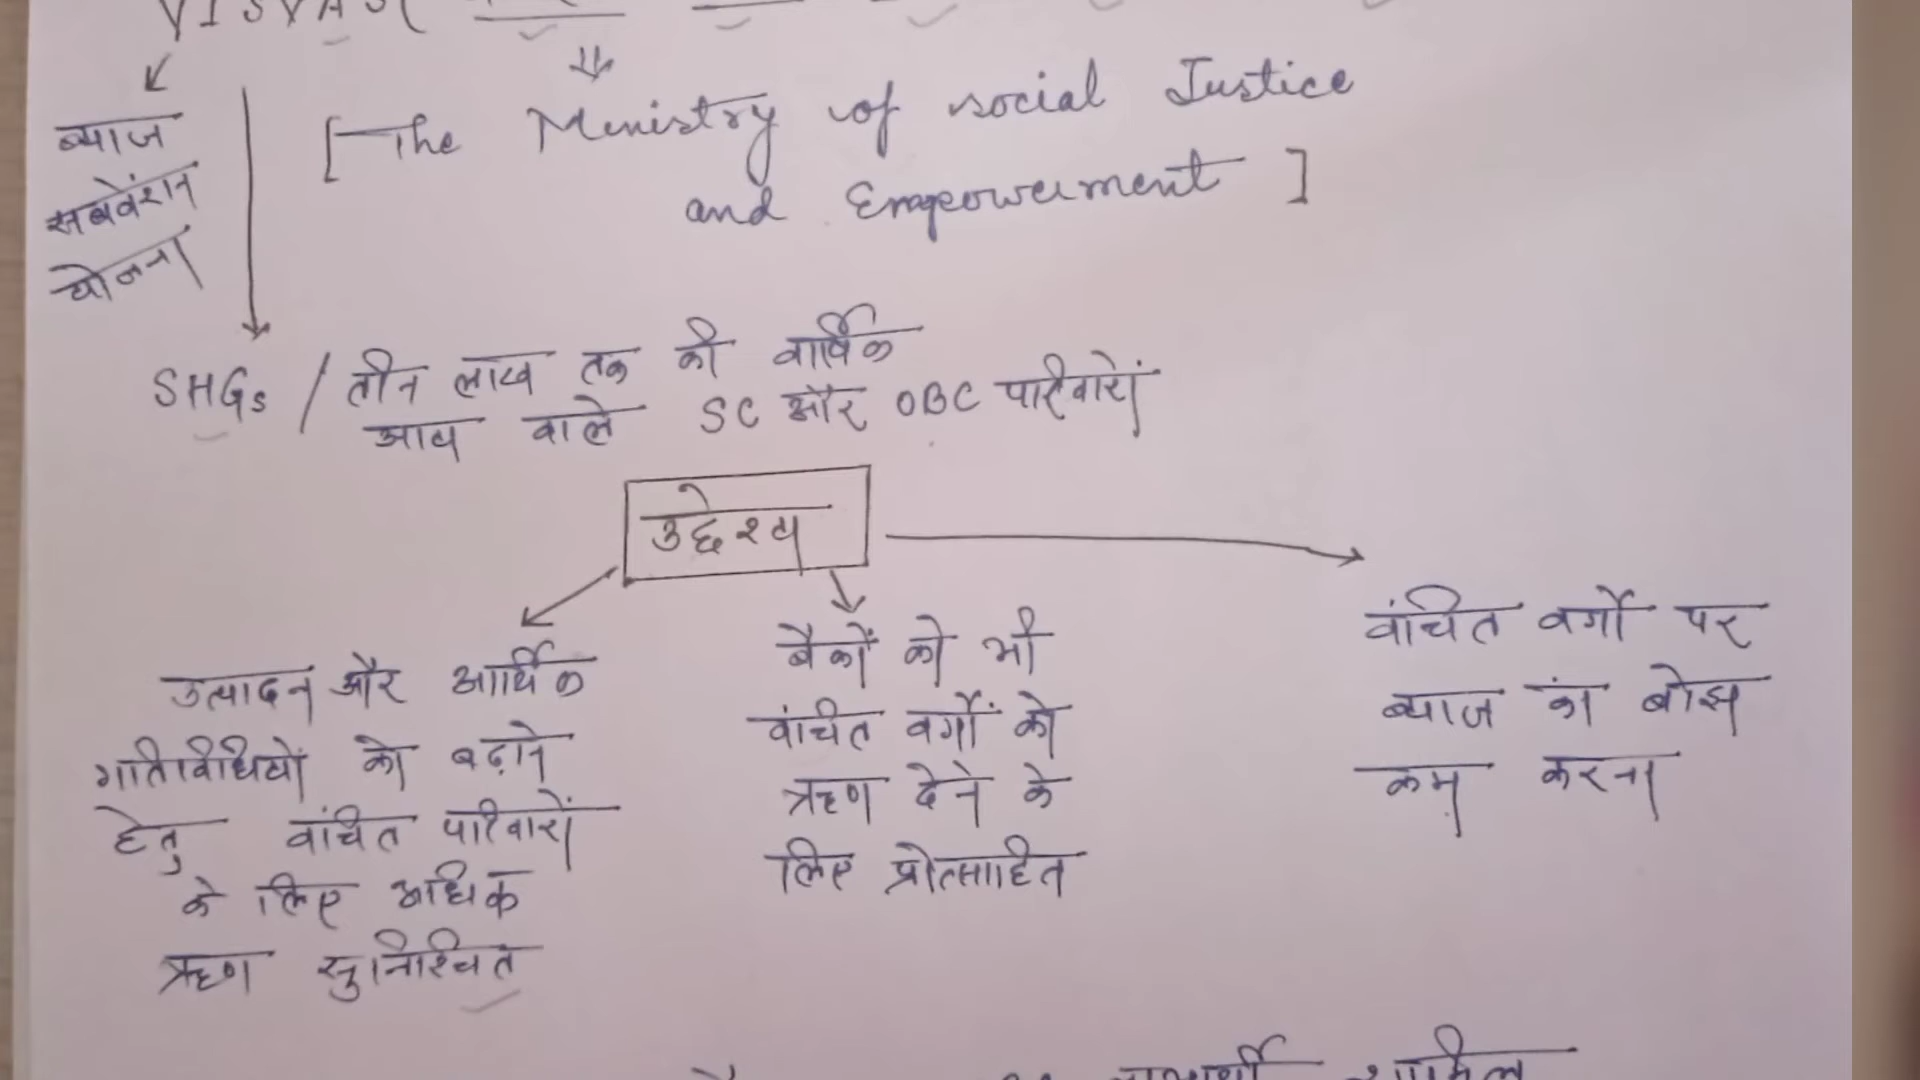 VISVAS(
ब्याज
सबवेंशन
योजना
[The Ministry of social Justice
and Empowerment ]
SHGs / तीन लाख तक की वार्षिक
आय वाले SC और OBC परिवारों
उद्देश्य
उत्पादन और आर्थिक
गतिविधियों को बढ़ाने
हेतु वंचित परिवारों
के लिए अधिक
ऋण सुनिश्चित
बैंकों को भी
वंचित वर्गों को
ऋण देने के
लिए प्रोत्साहित
वंचित वर्गों पर
ब्याज का बोझ
कम करना